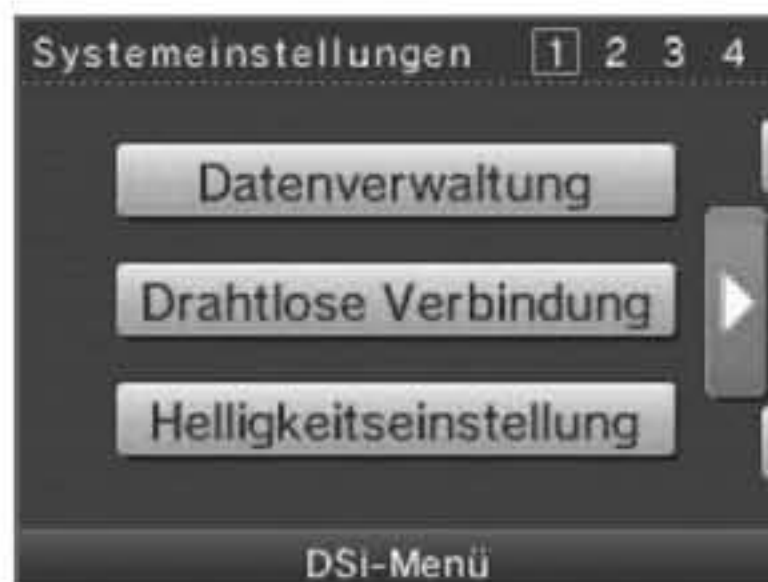 Systemeinstellungen 1 2 3 4
Datenverwaltung
Drahtlose Verbindung
Helligkeitseinstellung
DSi-Menü